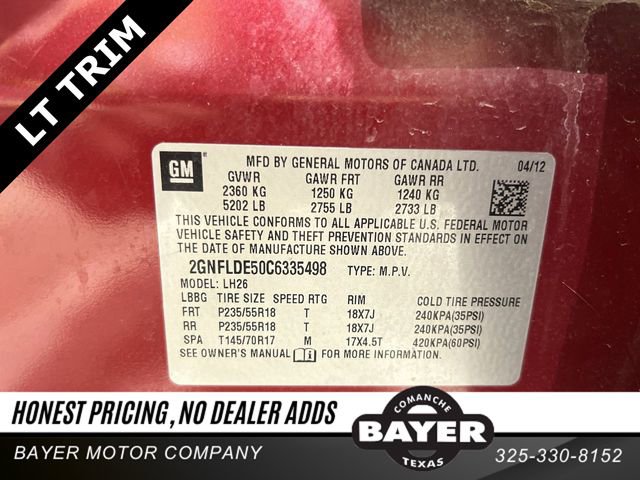 LT TRIM
GM
MFD BY GENERAL MOTORS OF CANADA LTD. 04/12
GVWR GAWR FRT GAWR RR
2360 KG 1250 KG 1240 KG
5202 LB 2755 LB 2733 LB
THIS VEHICLE CONFORMS TO ALL APPLICABLE U.S. FEDERAL MOTOR
VEHICLE SAFETY AND THEFT PREVENTION STANDARDS IN EFFECT ON
THE DATE OF MANUFACTURE SHOWN ABOVE.
2GNFLDE50C6335498 TYPE: M.P.V.
MODEL: LH26
LBBG TIRE SIZE SPEED RTG RIM COLD TIRE PRESSURE
FRT P235/55R18 T 18X7J 240KPA(35PSI)
RR P235/55R18 T 18X7J 240KPA(35PSI)
SPA T145/70R17 M 17X4.5T 420KPA(60PSI)
SEE OWNER'S MANUAL i FOR MORE INFORMATION.
HONEST PRICING, NO DEALER ADDS
COMANCHE
BAYER
TEXAS
BAYER MOTOR COMPANY
325-330-8152